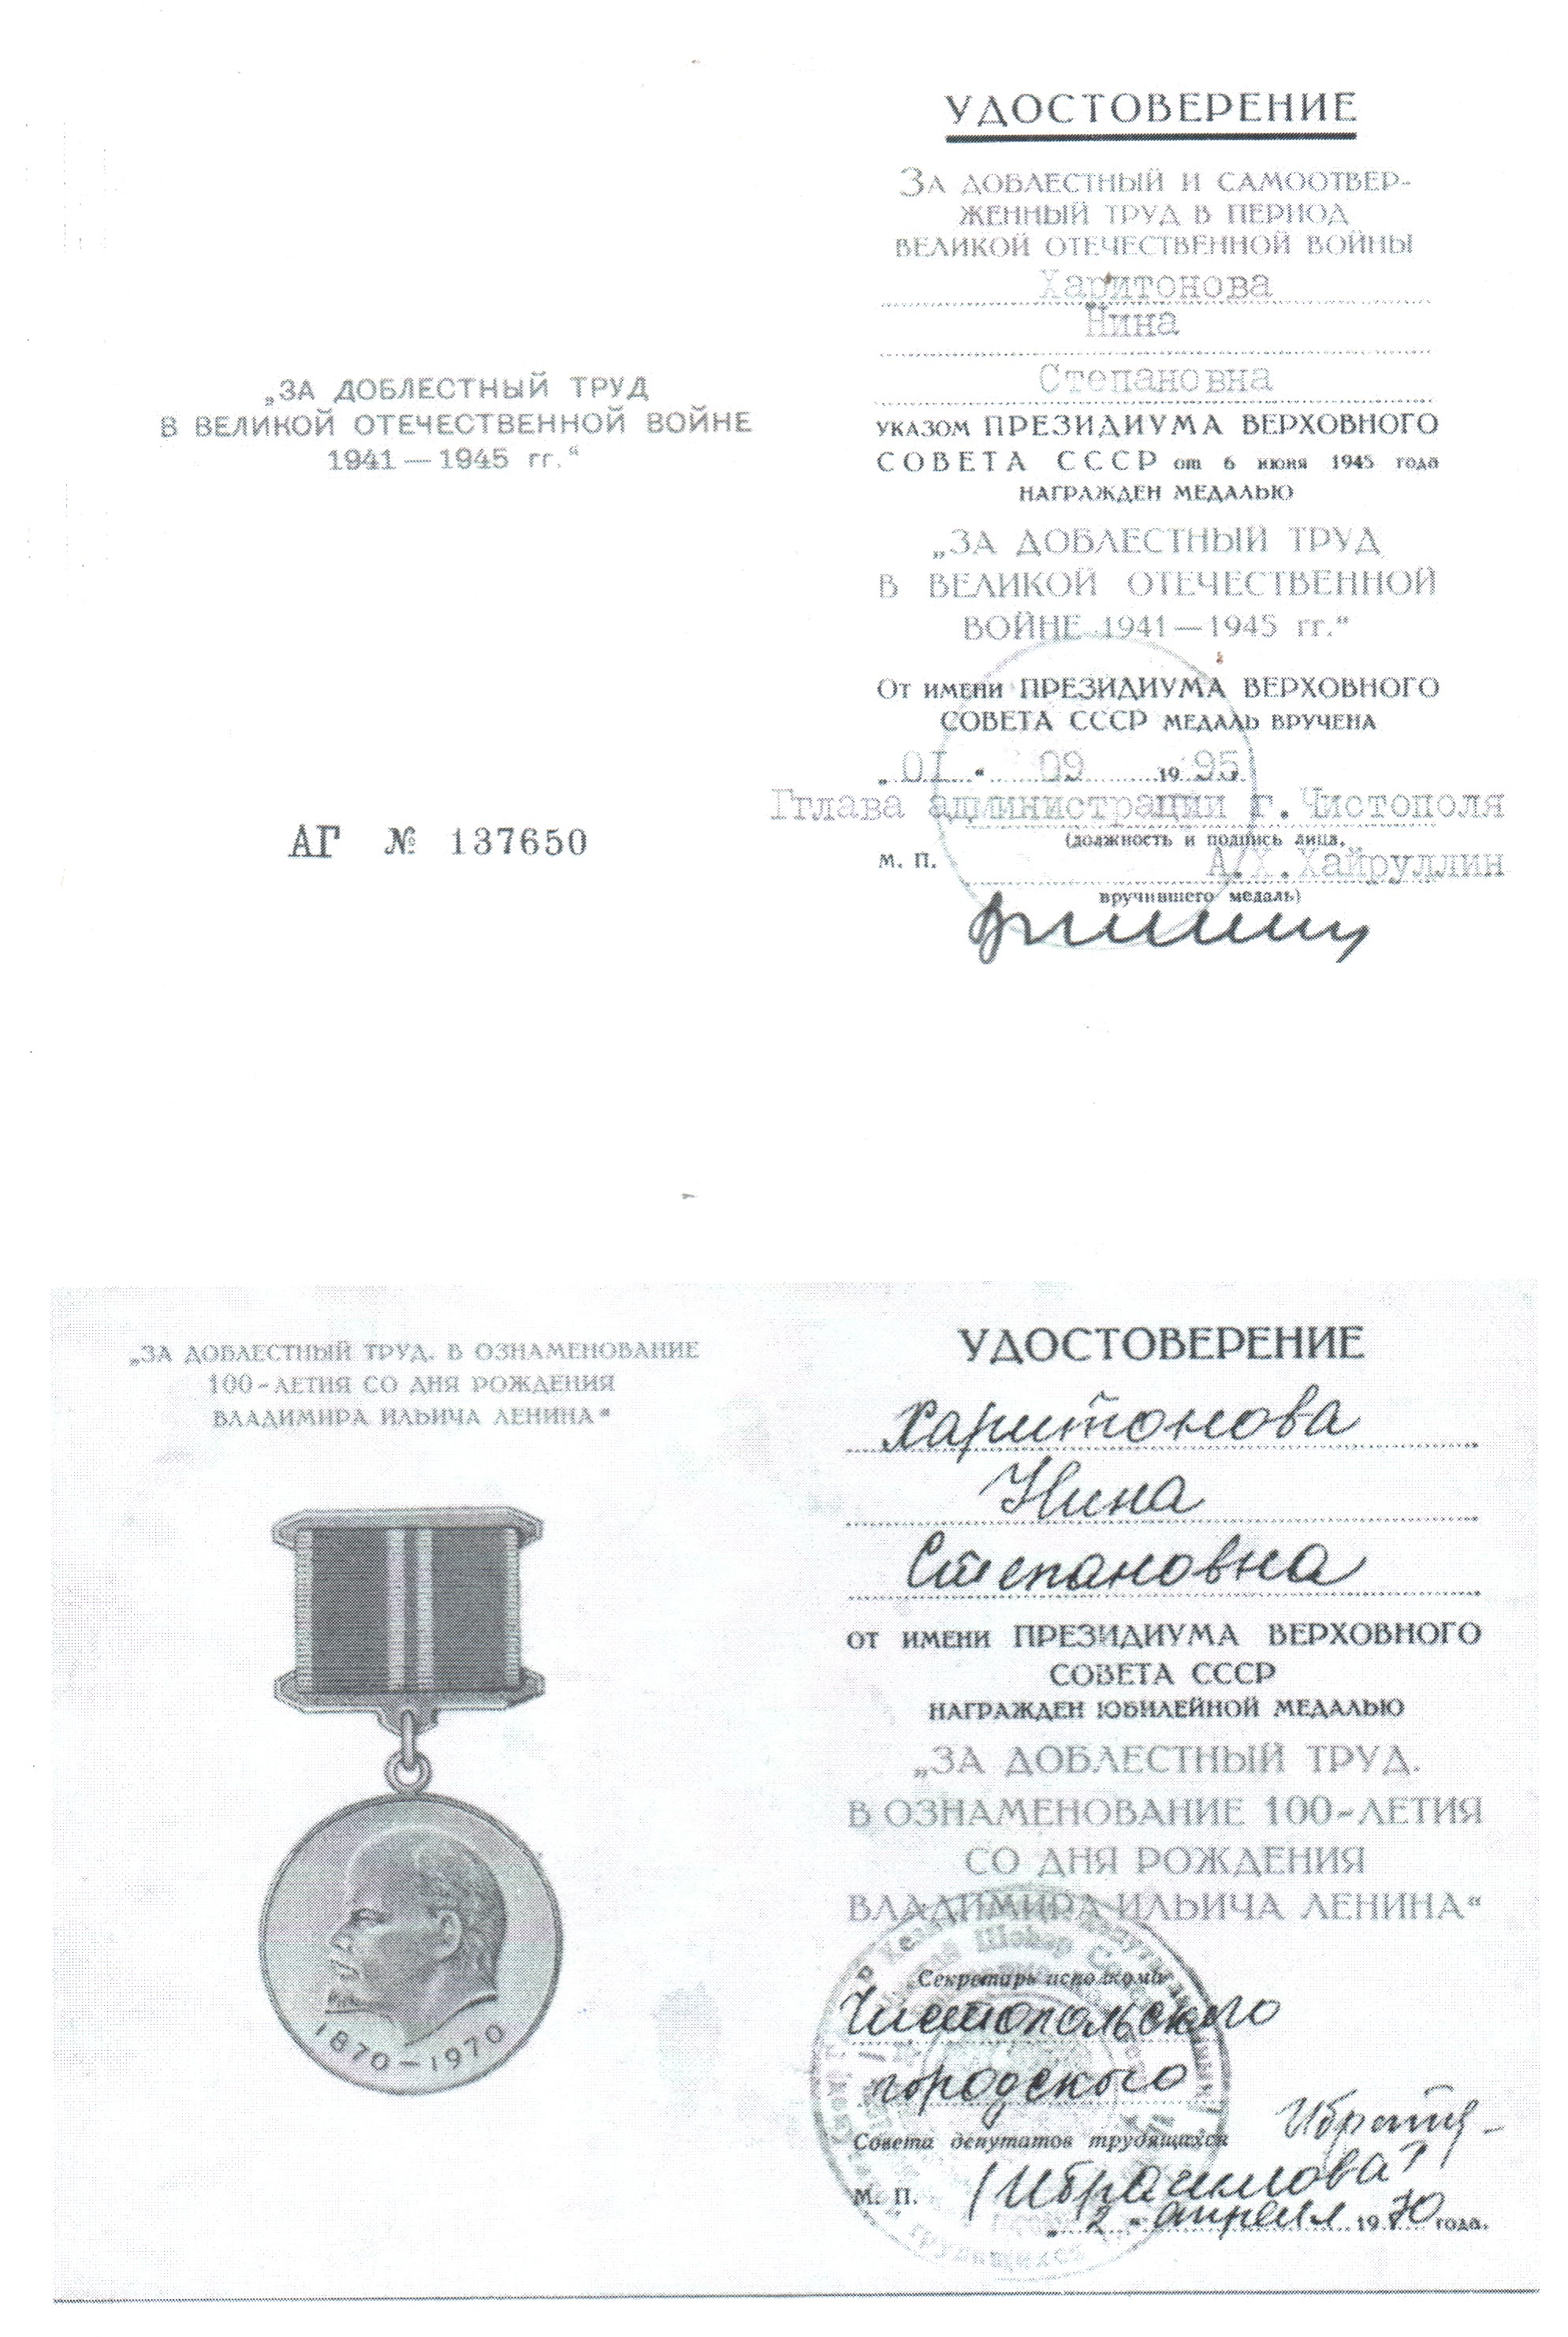 „ЗА ДОБЛЕСТНЫЙ ТРУД
В ВЕЛИКОЙ ОТЕЧЕСТВЕННОЙ ВОЙНЕ
1941—1945 гг.“
АГ № 137650
УДОСТОВЕРЕНИЕ
ЗА ДОБЛЕСТНЫЙ И САМООТВЕР-
ЖЕННЫЙ ТРУД В ПЕРИОД
ВЕЛИКОЙ ОТЕЧЕСТВЕННОЙ ВОЙНЫ
Харитонова
Нина
Степановна
УКАЗОМ ПРЕЗИДИУМА ВЕРХОВНОГО
СОВЕТА СССР от 6 июня 1945 года
НАГРАЖДЕН МЕДАЛЬЮ
„ЗА ДОБЛЕСТНЫЙ ТРУД
В ВЕЛИКОЙ ОТЕЧЕСТВЕННОЙ
ВОЙНЕ 1941—1945 гг.“
ОТ ИМЕНИ ПРЕЗИДИУМА ВЕРХОВНОГО
СОВЕТА СССР МЕДАЛЬ ВРУЧЕНА
„01“ 09 1995
Гглава администрации г.Чистополя
(должность и подпись лица,
М. П. А.Х.Хайруллин
вручившего медаль)
„ЗА ДОБЛЕСТНЫЙ ТРУД. В ОЗНАМЕНОВАНИЕ
100-ЛЕТИЯ СО ДНЯ РОЖДЕНИЯ
ВЛАДИМИРА ИЛЬИЧА ЛЕНИНА“
1870—1970
УДОСТОВЕРЕНИЕ
Харитонова
Нина
Степановна
ОТ ИМЕНИ ПРЕЗИДИУМА ВЕРХОВНОГО
СОВЕТА СССР
НАГРАЖДЕН ЮБИЛЕЙНОЙ МЕДАЛЬЮ
„ЗА ДОБЛЕСТНЫЙ ТРУД.
В ОЗНАМЕНОВАНИЕ 100-ЛЕТИЯ
СО ДНЯ РОЖДЕНИЯ
ВЛАДИМИРА ИЛЬИЧА ЛЕНИНА“
Секретарь исполкома
Чистопольского
городского
Совета депутатов трудящихся
М. П. /Ибрагимова/
„2“ апреля 1970 года.